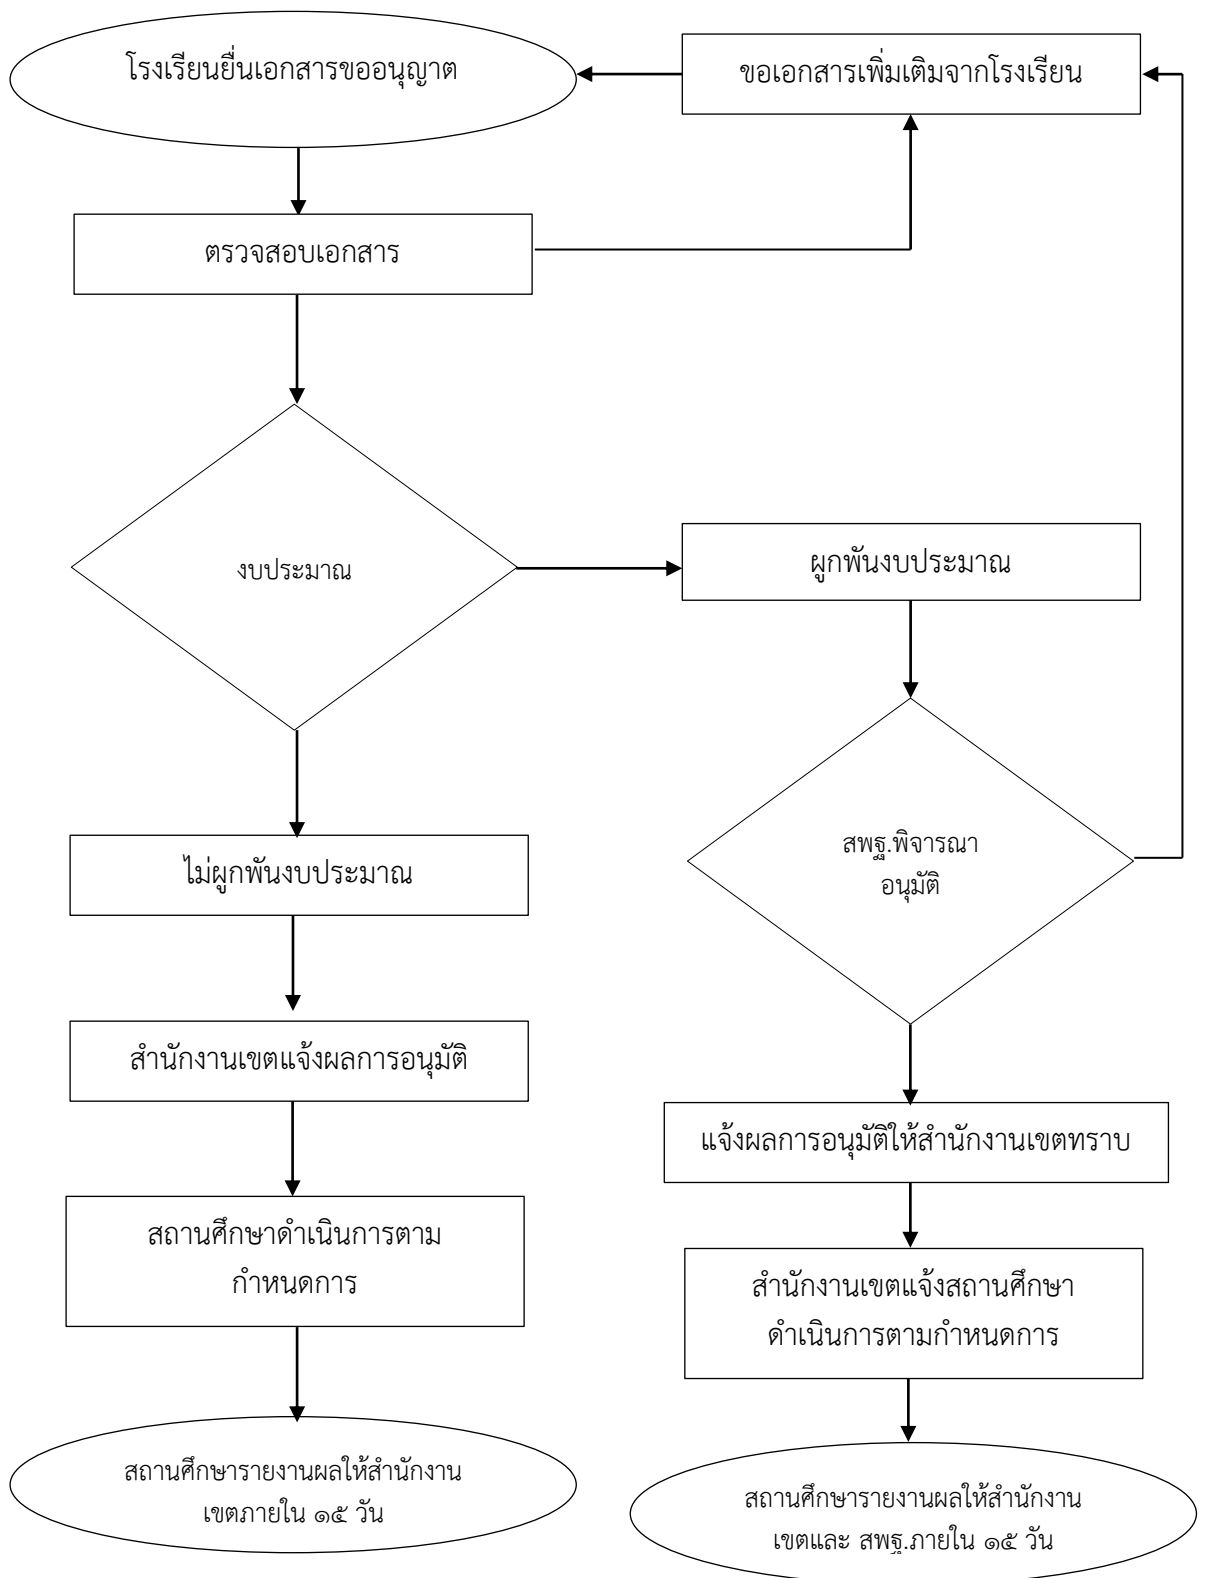 โรงเรียนยื่นเอกสารขออนุญาต
ขอเอกสารเพิ่มเติมจากโรงเรียน
ตรวจสอบเอกสาร
งบประมาณ
ผูกพันงบประมาณ
ไม่ผูกพันงบประมาณ
สพฐ.พิจารณา
อนุมัติ
สำนักงานเขตแจ้งผลการอนุมัติ
แจ้งผลการอนุมัติให้สำนักงานเขตทราบ
สถานศึกษาดำเนินการตาม
กำหนดการ
สำนักงานเขตแจ้งสถานศึกษา
ดำเนินการตามกำหนดการ
สถานศึกษารายงานผลให้สำนักงาน
เขตภายใน ๑๕ วัน
สถานศึกษารายงานผลให้สำนักงาน
เขตและ สพฐ.ภายใน ๑๕ วัน